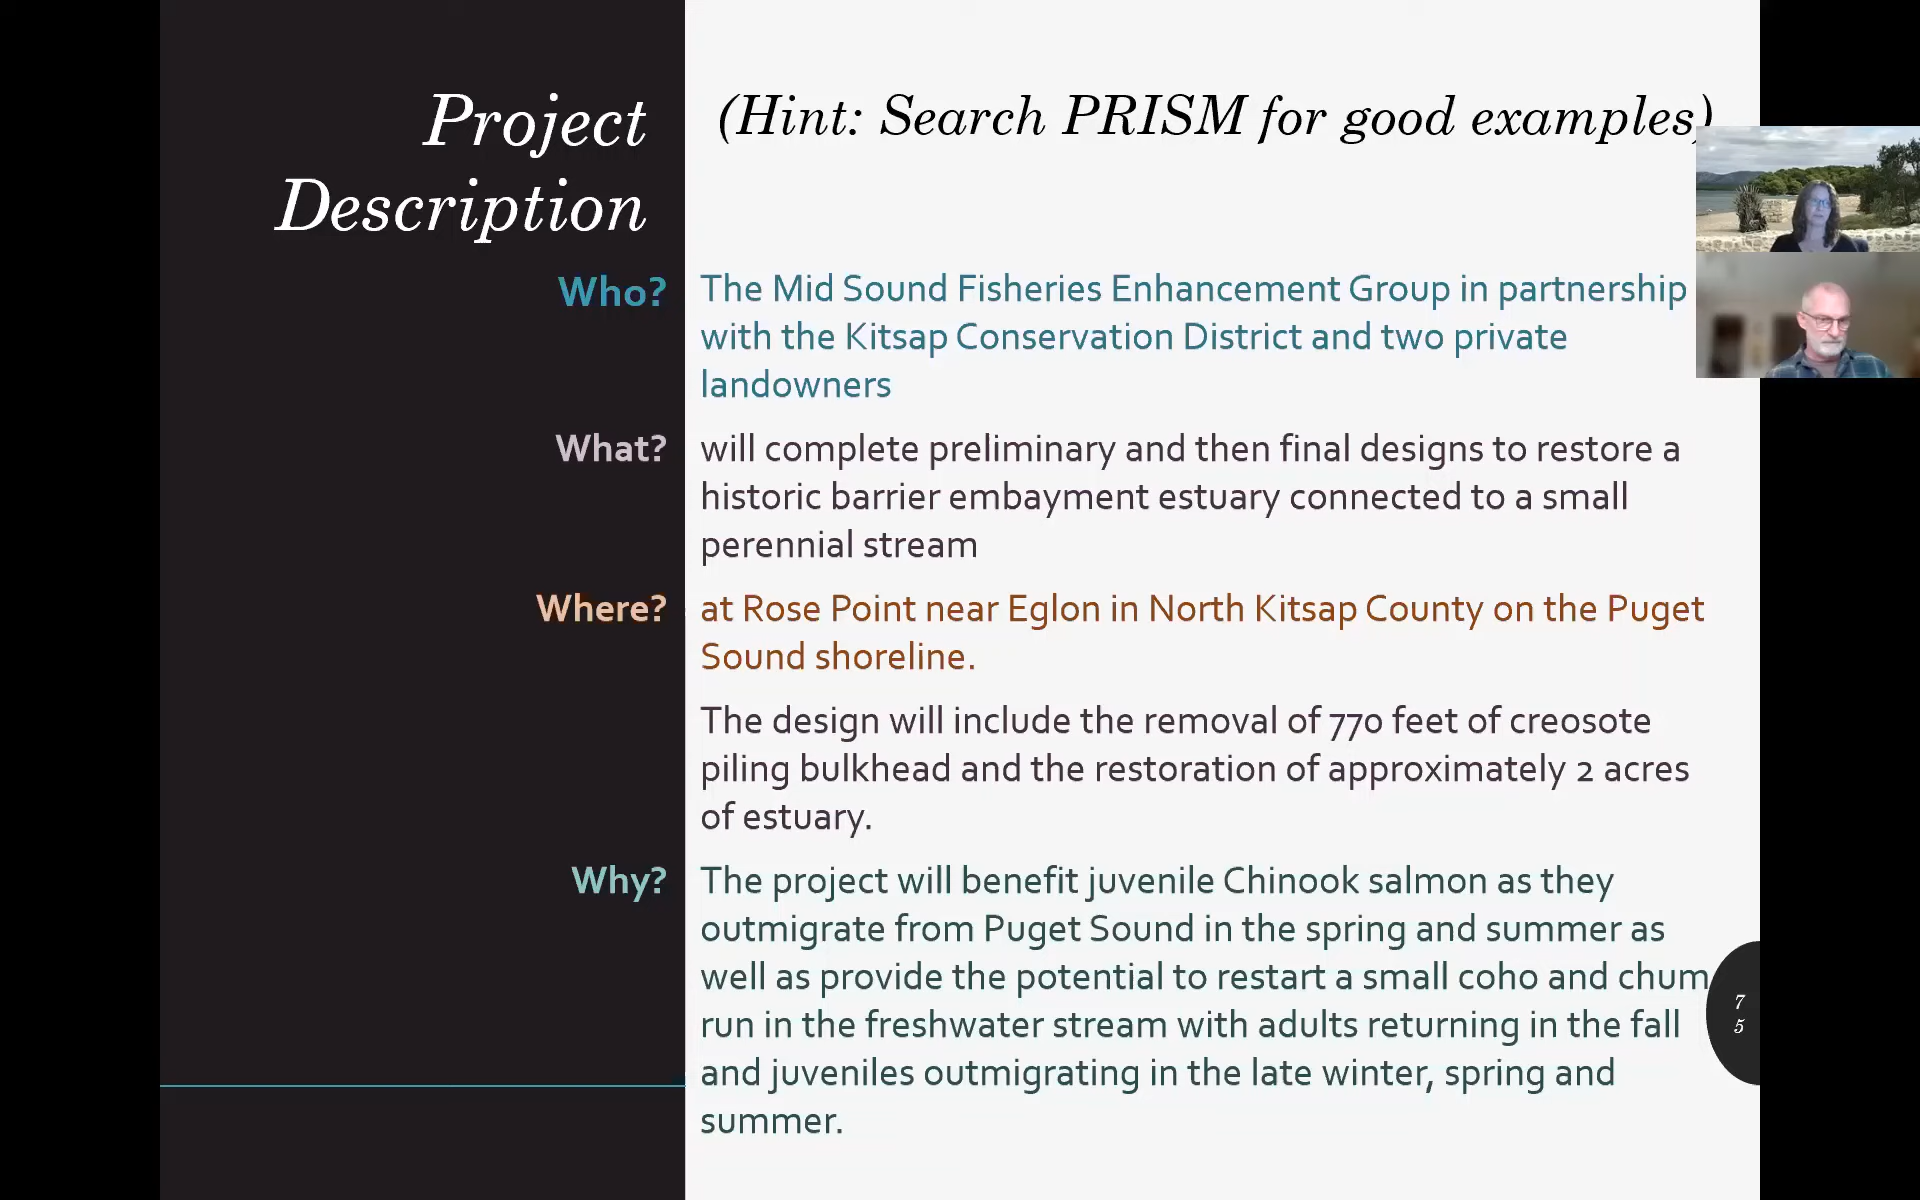 Project
Description
(Hint: Search PRISM for good examples)
Who?
The Mid Sound Fisheries Enhancement Group in partnership
with the Kitsap Conservation District and two private
landowners
What?
will complete preliminary and then final designs to restore a
historic barrier embayment estuary connected to a small
perennial stream
Where?
at Rose Point near Eglon in North Kitsap County on the Puget
Sound shoreline.
The design will include the removal of 770 feet of creosote
piling bulkhead and the restoration of approximately 2 acres
of estuary.
Why?
The project will benefit juvenile Chinook salmon as they
outmigrate from Puget Sound in the spring and summer as
well as provide the potential to restart a small coho and chum
run in the freshwater stream with adults returning in the fall
and juveniles outmigrating in the late winter, spring and
summer.
7
5